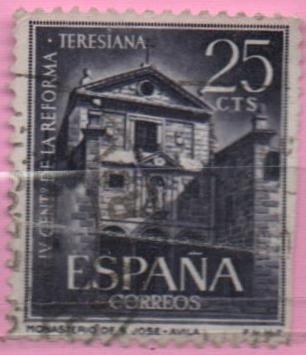 IV CENTº DE LA REFORMA · TERESIANA
25
CTS
ESPAÑA
CORREOS
MONASTERIO DE S. JOSE - AVILA